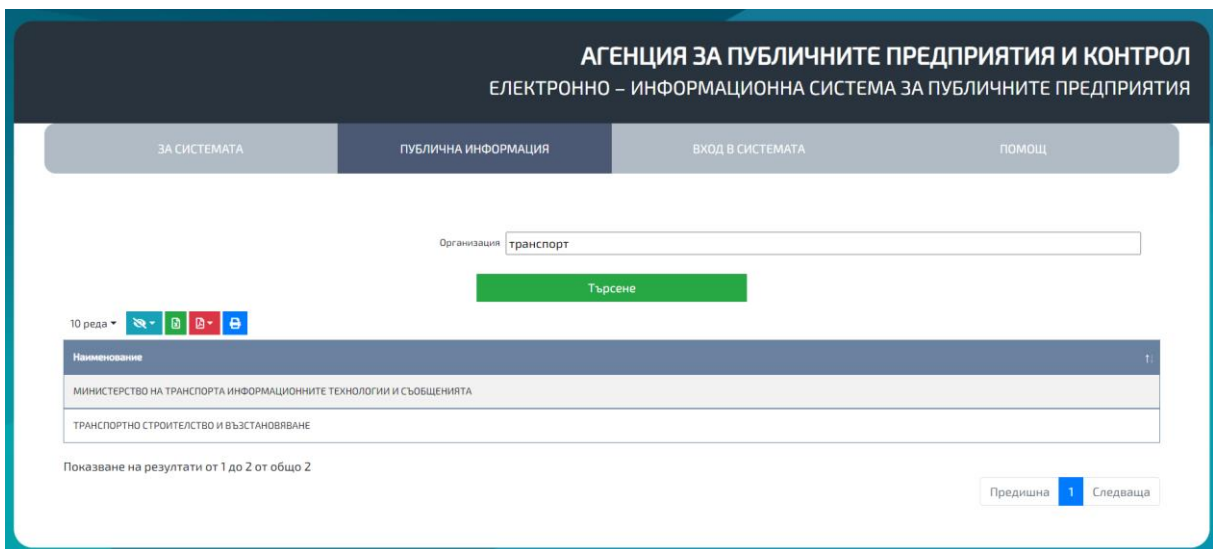 АГЕНЦИЯ ЗА ПУБЛИЧНИТЕ ПРЕДПРИЯТИЯ И КОНТРОЛ
ЕЛЕКТРОННО – ИНФОРМАЦИОННА СИСТЕМА ЗА ПУБЛИЧНИТЕ ПРЕДПРИЯТИЯ
ЗА СИСТЕМАТА ПУБЛИЧНА ИНФОРМАЦИЯ ВХОД В СИСТЕМАТА ПОМОЩ
Организация транспорт
Търсене
10 реда
Наименование
МИНИСТЕРСТВО НА ТРАНСПОРТА ИНФОРМАЦИОННИТЕ ТЕХНОЛОГИИ И СЪОБЩЕНИЯТА
ТРАНСПОРТНО СТРОИТЕЛСТВО И ВЪЗСТАНОВЯВАНЕ
Показване на резултати от 1 до 2 от общо 2
Предишна 1 Следваща